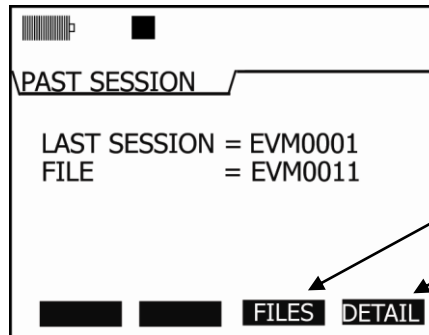 PAST SESSION
LAST SESSION = EVM0001
FILE = EVM0011
FILES DETAIL